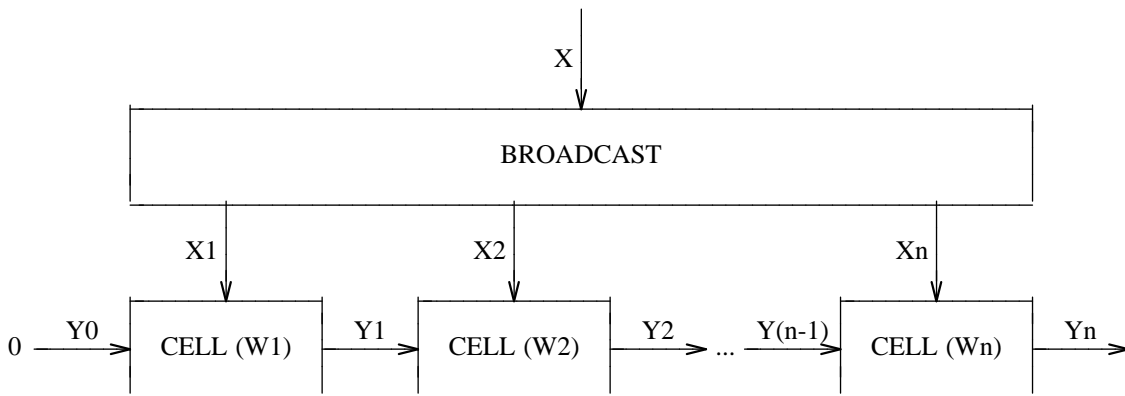 X
BROADCAST
X1 X2 Xn
0 Y0 CELL (W1) Y1 CELL (W2) Y2 ... Y(n-1) CELL (Wn) Yn